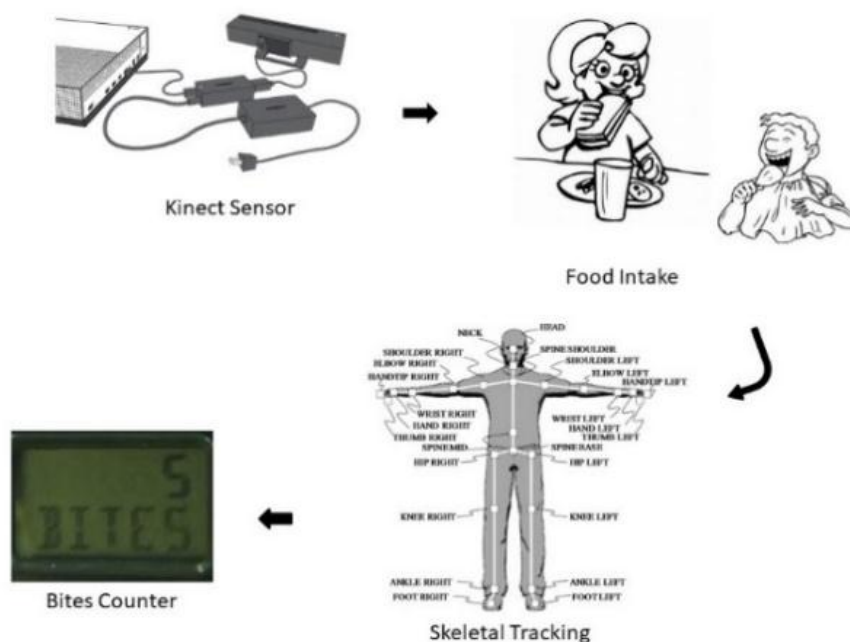 Kinect Sensor
Food Intake
NECK
HEAD
SHOULDER RIGHT
SPINE SHOULDER
SHOULDER LEFT
ELBOW RIGHT
ELBOW LEFT
HANDTIP RIGHT
HANDTIP LEFT
WRIST RIGHT
WRIST LEFT
HAND RIGHT
HAND LEFT
THUMB RIGHT
THUMB LEFT
SPINEMID
SPINEBASE
HIP RIGHT
HIP LEFT
KNEE RIGHT
KNEE LEFT
ANKLE RIGHT
ANKLE LEFT
FOOT RIGHT
FOOT LEFT
Skeletal Tracking
5
BITES
Bites Counter